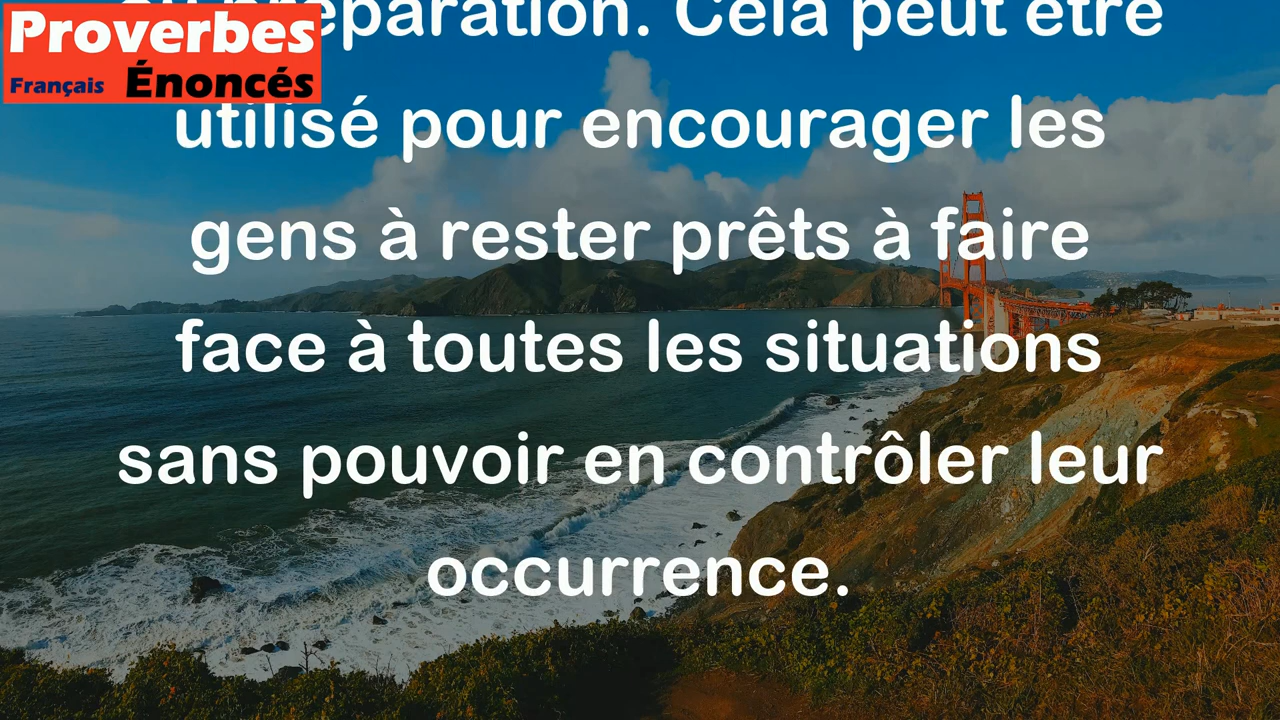 Proverbes
Français Énoncés
préparation. Cela peut être
utilisé pour encourager les
gens à rester prêts à faire
face à toutes les situations
sans pouvoir en contrôler leur
occurrence.